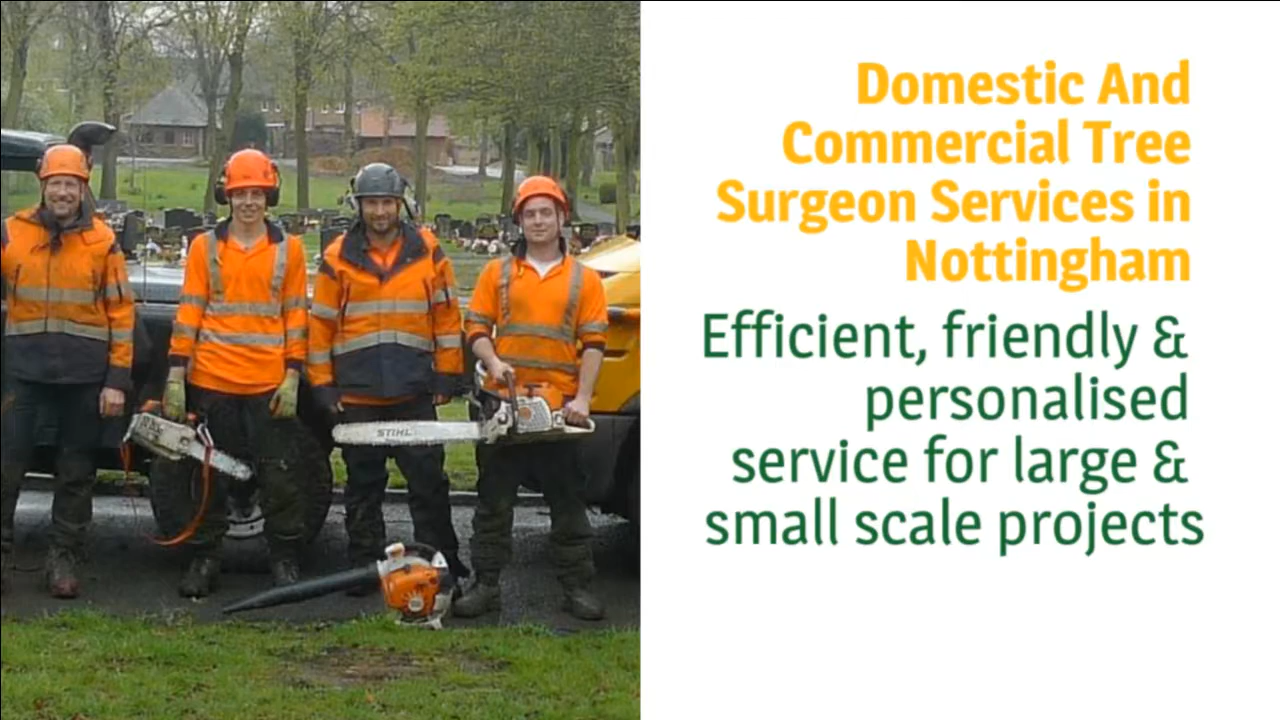 Domestic And
Commercial Tree
Surgeon Services in
Nottingham
Efficient, friendly &
personalised
service for large &
small scale projects
STIHL